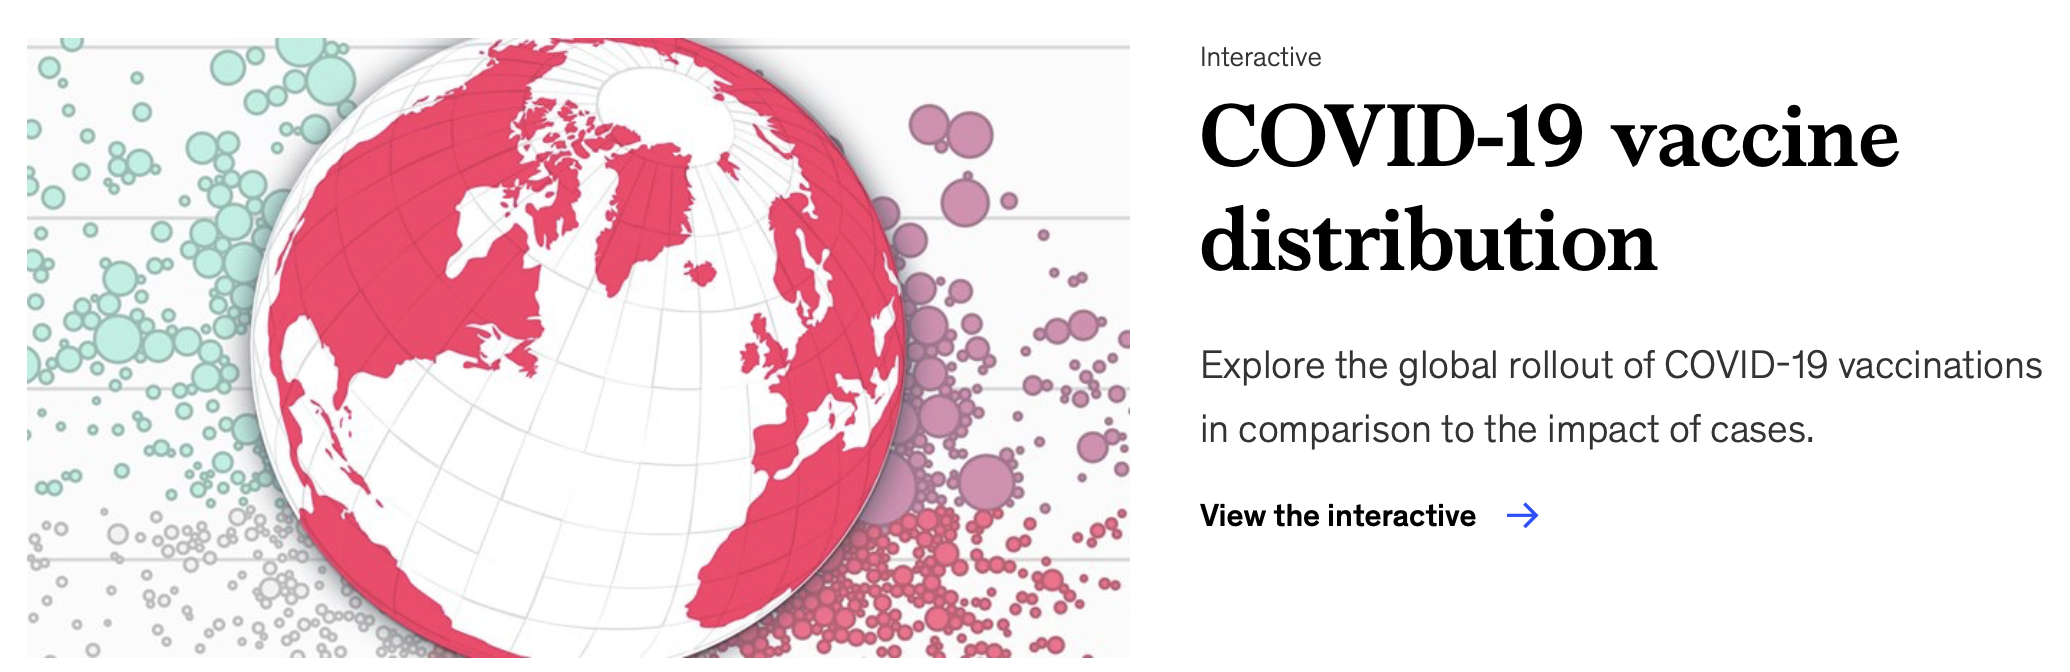 Interactive
COVID-19 vaccine
distribution
Explore the global rollout of COVID-19 vaccinations
in comparison to the impact of cases.
View the interactive